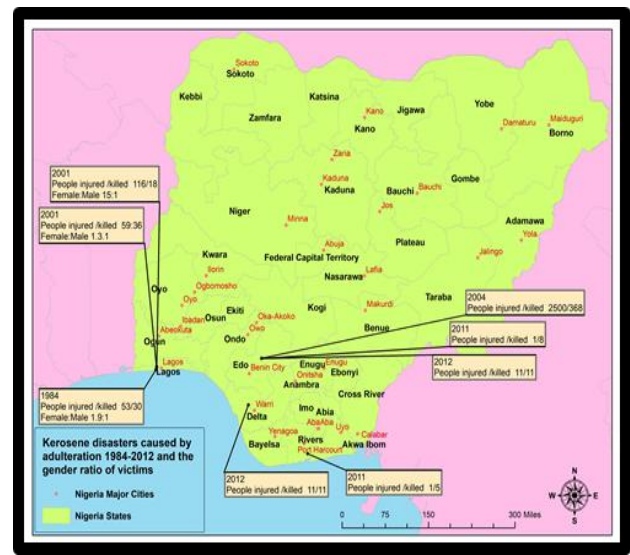 Sokoto
Sokoto
Kebbi
Zamfara
Katsina
Kano
Kano
Jigawa
Yobe
Damaturu
Maiduguri
Borno
Zaria
Kaduna
Kaduna
Bauchi
Bauchi
Gombe
Jos
Adamawa
Yola
Niger
Minna
Abuja
Plateau
Federal Capital Territory
Jalingo
Nasarawa
Lafia
Taraba
Kwara
Ilorin
Ogbomosho
Oyo
Oyo
Ibadan
Osun
Ekiti
Oka-Akoko
Owo
Ondo
Kogi
Makurdi
Benue
Abeokuta
Ogun
Lagos
Lagos
Edo
Benin City
Enugu
Enugu
Ebonyi
Onitsha
Anambra
Cross River
Warri
Delta
Imo
Abia
AbaAba
Uyo
Calabar
Yenagoa
Bayelsa
Rivers
Port Harcourt
Akwa Ibom
2001
People injured /killed 116/18
Female:Male 15:1
2001
People injured /killed 59:36
Female:Male 1.3.1
1984
People injured /killed 53/30
Female:Male 1.9:1
2004
People injured /killed 2500/368
2011
People injured /killed 1/8
2012
People injured /killed 11/11
2012
People injured /killed 11/11
2011
People injured /killed 1/5
Kerosene disasters caused by
adulteration 1984-2012 and the
gender ratio of victims
Nigeria Major Cities
Nigeria States
N
W
E
S
0 37.5 75 150 225 300 Miles